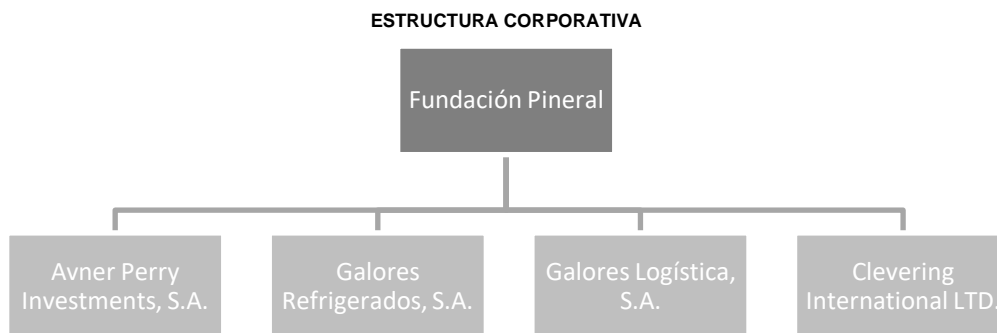 ESTRUCTURA CORPORATIVA
Fundación Pineral
Avner Perry
Investments, S.A.
Galores
Refrigerados, S.A.
Galores Logística,
S.A.
Clevering
International LTD.